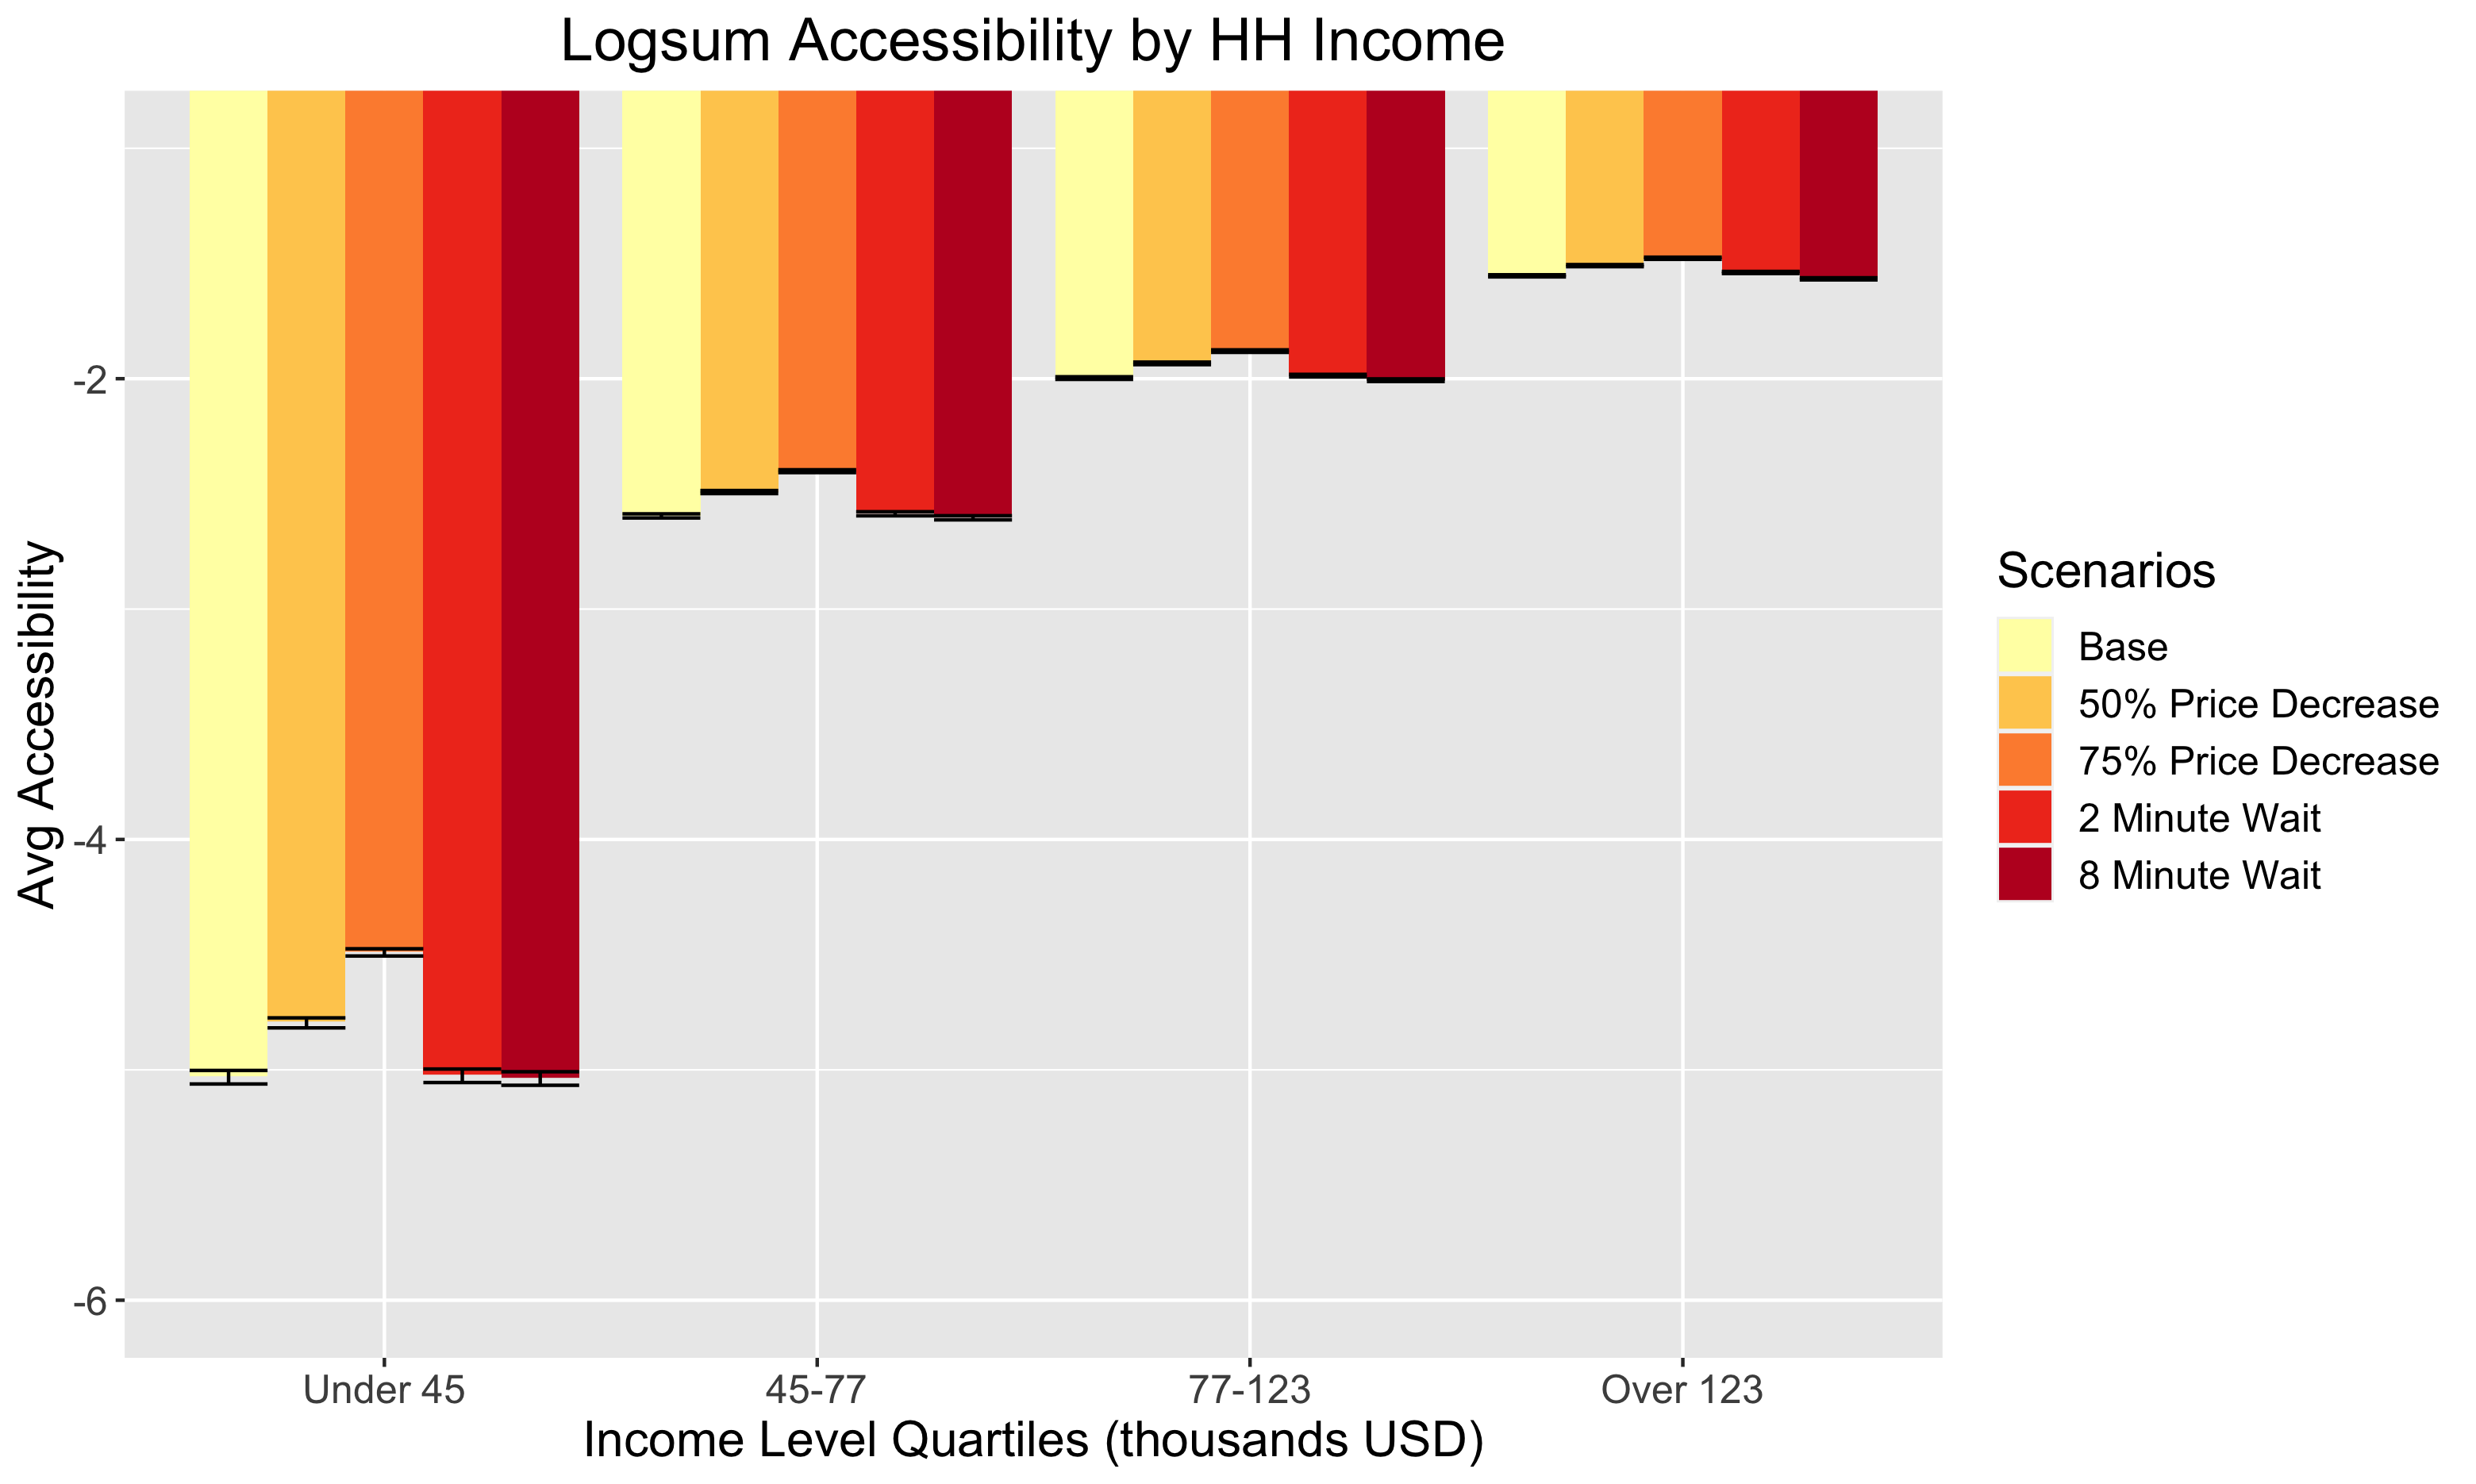 Logsum Accessibility by HH Income
Avg Accessibility
-2
-4
-6
Under 45
45-77
77-123
Over 123
Income Level Quartiles (thousands USD)
Scenarios
Base
50% Price Decrease
75% Price Decrease
2 Minute Wait
8 Minute Wait